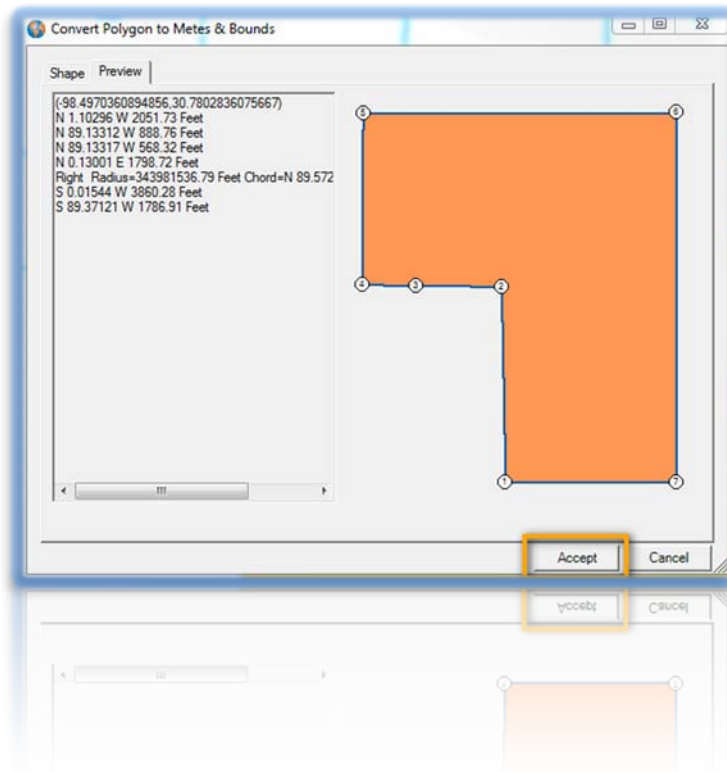 Convert Polygon to Metes & Bounds
Shape Preview
(-98.4970360894856,30.7802836075667)
N 1.10296 W 2051.73 Feet
N 89.13312 W 888.76 Feet
N 89.13317 W 568.32 Feet
N 0.13001 E 1798.72 Feet
Right Radius=343981536.79 Feet Chord=N 89.572
S 0.01544 W 3860.28 Feet
S 89.37121 W 1786.91 Feet
5 6
4 3 2
1 7
Accept Cancel
Accept Cancel